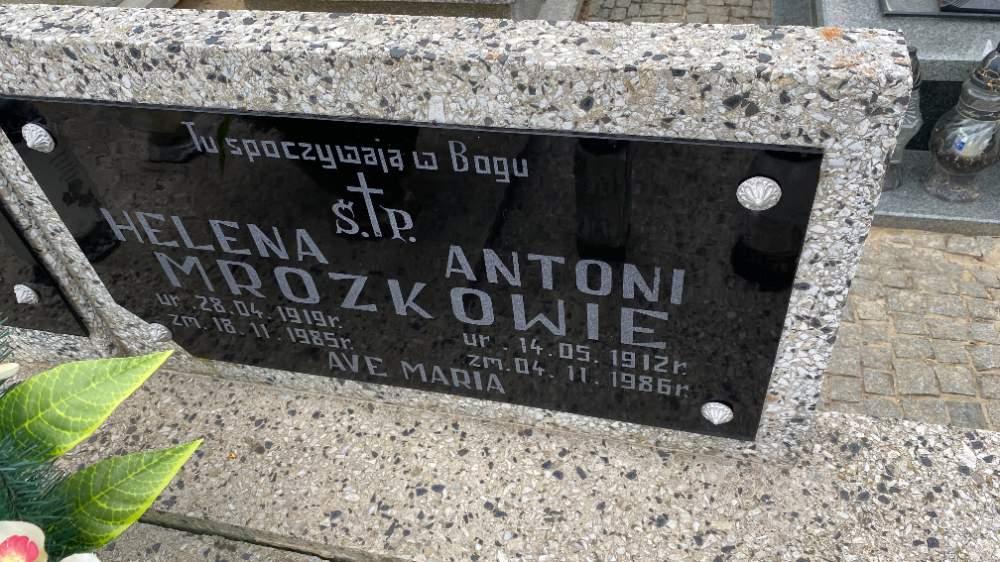 Tu spoczywają w Bogu
Ś.†P.
HELENA ANTONI
MROZKOWIE
ur. 28.04.1919r. ur. 14.05.1912r.
zm. 18.11.1985r. zm. 04.11.1986r.
AVE MARIA